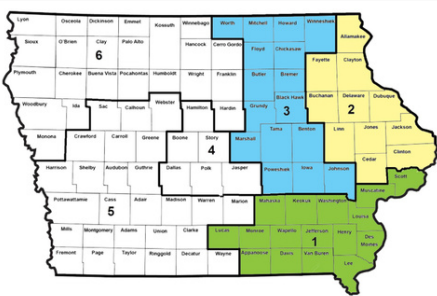 Lyon Osceola Dickinson Emmet Kossuth Winnebago Worth Mitchell Howard Winneshiek Allamakee
Sioux O'Brien Clay Palo Alto Hancock Cerro Gordo Floyd Chickasaw
6
Fayette Clayton
Plymouth Cherokee Buena Vista Pocahontas Humboldt Wright Franklin Butler Bremer
Woodbury Ida Sac Calhoun Webster Hamilton Hardin Grundy Black Hawk Buchanan Delaware Dubuque
3 2
Monona Crawford Carroll Greene Boone Story Marshall Tama Benton Linn Jones Jackson
4
Clinton
Cedar
Harrison Shelby Audubon Guthrie Dallas Polk Jasper Poweshiek Iowa Johnson
Scott
Muscatine
Pottawattamie Cass Adair Madison Warren Marion Mahaska Keokuk Washington
5
Louisa
Mills Montgomery Adams Union Clarke Lucas Monroe Wapello Jefferson Henry Des Moines
1
Fremont Page Taylor Ringgold Decatur Wayne Appanoose Davis Van Buren Lee